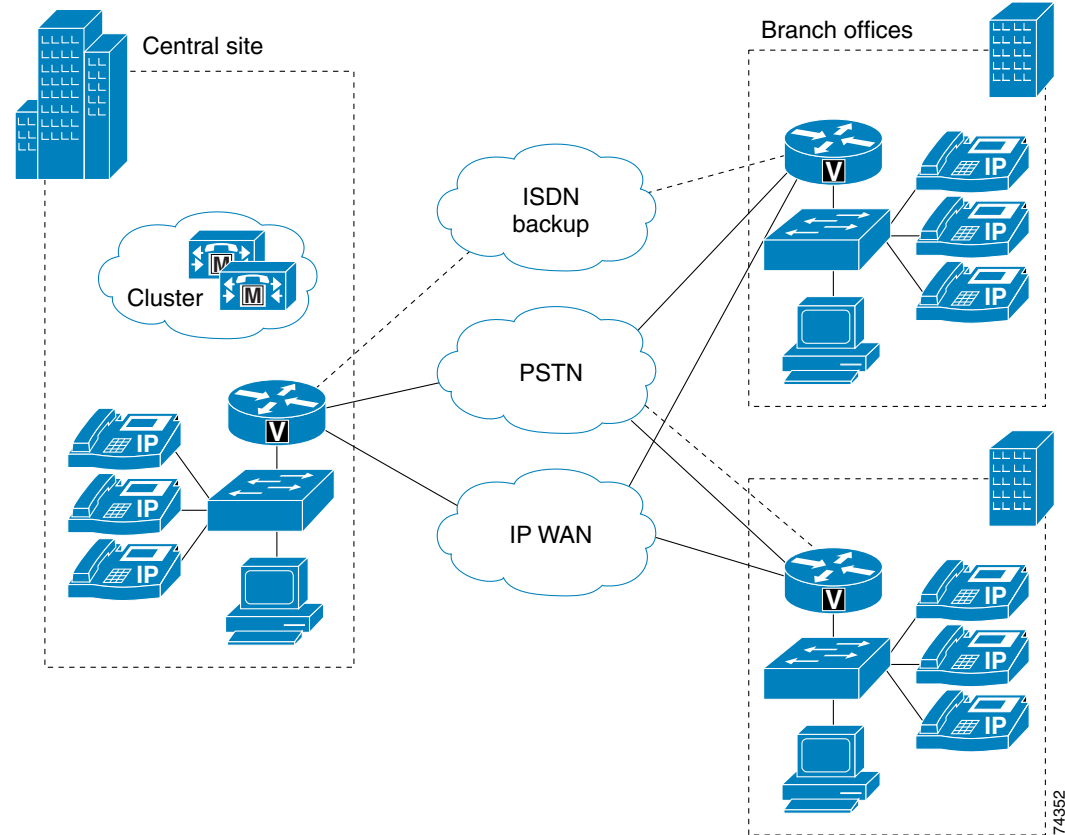 Central site
Branch offices
ISDN
backup
PSTN
IP WAN
M
M
Cluster
V
IP
IP
IP
V
IP
IP
IP
V
IP
IP
IP
74352